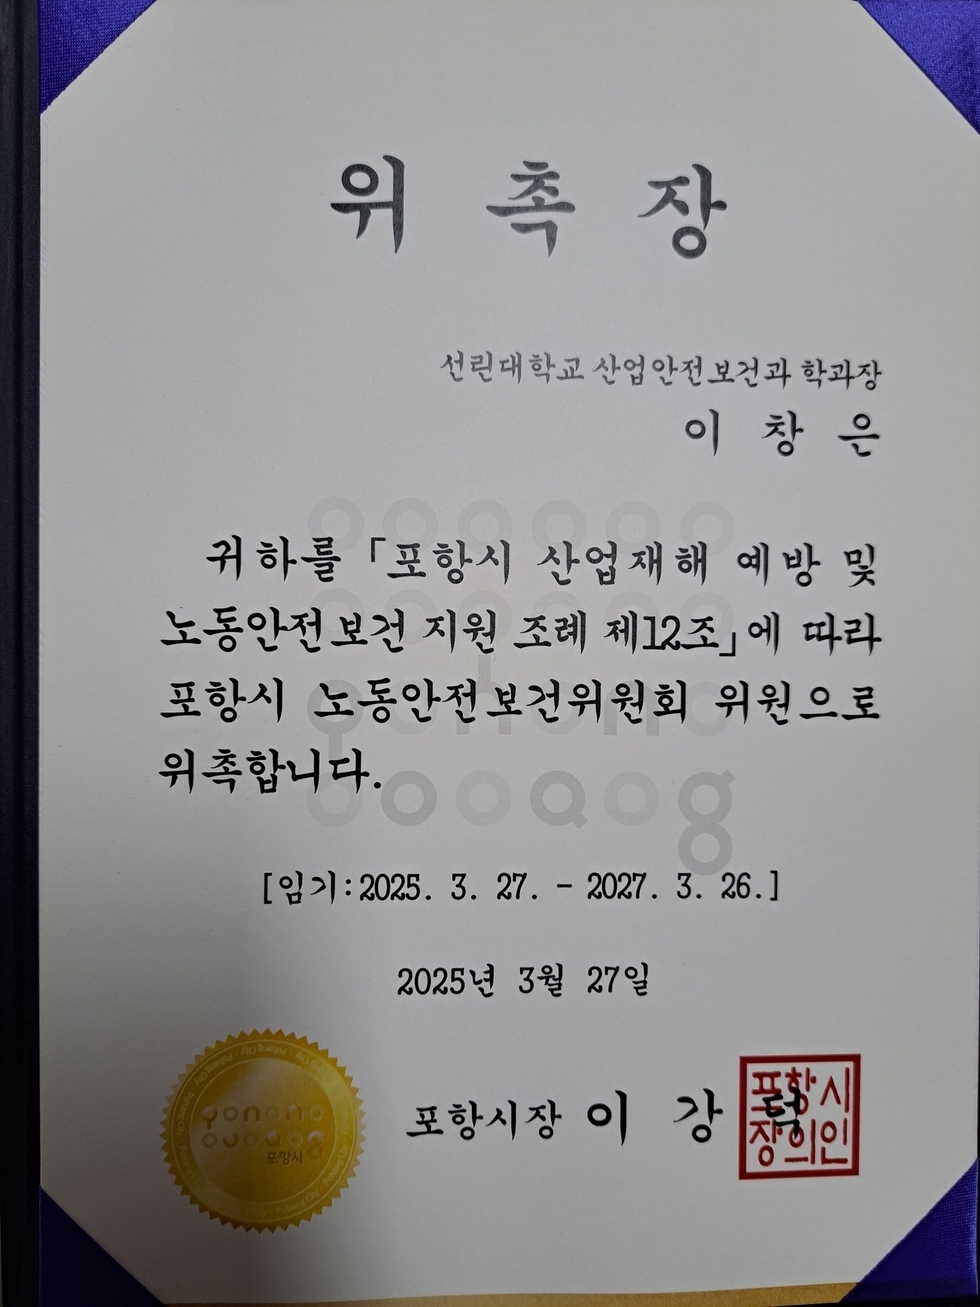 위 촉 장
선린대학교 산업안전보건과 학과장
이 창 은
귀하를 「포항시 산업재해 예방 및
노동안전보건 지원 조례 제12조」에 따라
포항시 노동안전보건위원회 위원으로
위촉합니다.
[임기:2025. 3. 27. - 2027. 3. 26.]
2025년 3월 27일
포항시장 이 강 덕
포항시
장의인
포항시